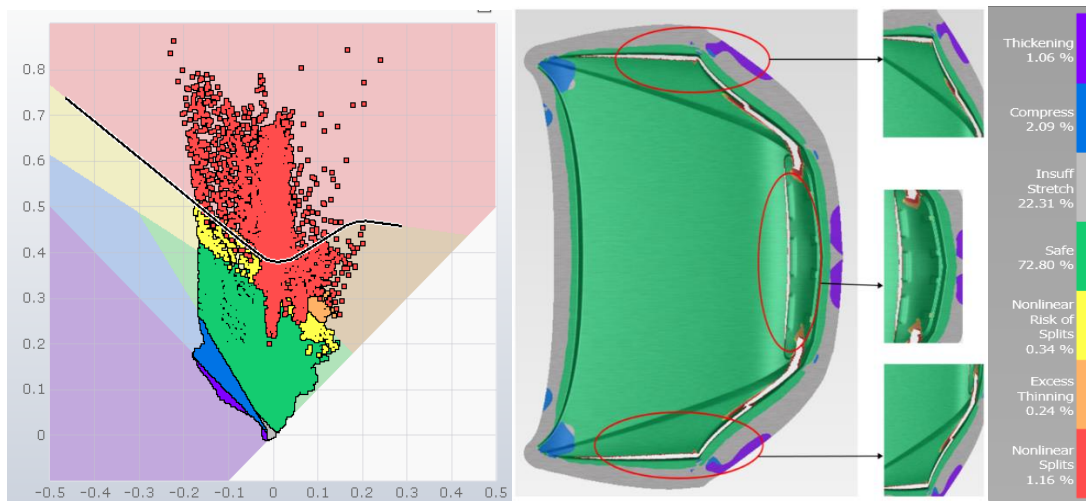 0.8
0.7
0.6
0.5
0.4
0.3
0.2
0.1
0
-0.5
-0.4
-0.3
-0.2
-0.1
0
0.1
0.2
0.3
0.4
0.5
Thickening
1.06 %
Compress
2.09 %
Insuff
Stretch
22.31 %
Safe
72.80 %
Nonlinear
Risk of
Splits
0.34 %
Excess
Thinning
0.24 %
Nonlinear
Splits
1.16 %